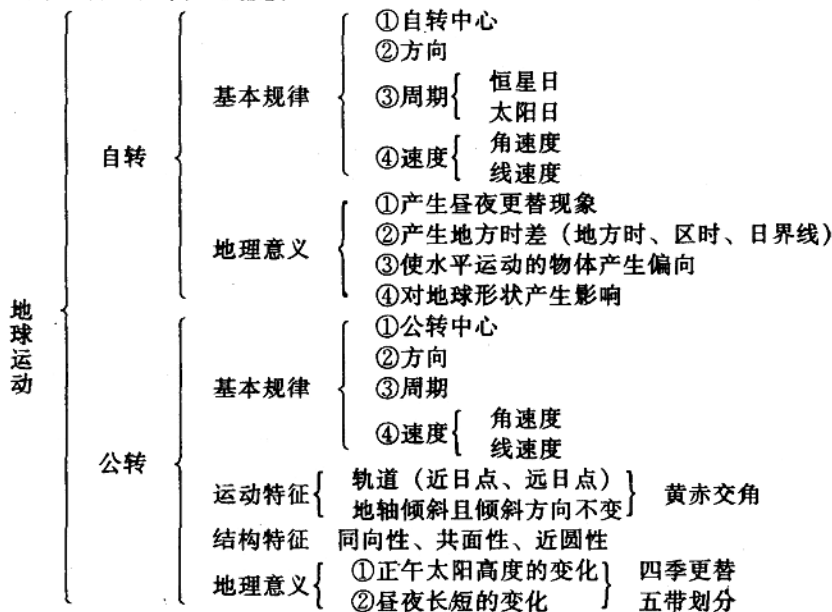 地球运动
自转
基本规律
①自转中心
②方向
③周期
恒星日
太阳日
④速度
角速度
线速度
地理意义
①产生昼夜更替现象
②产生地方时差（地方时、区时、日界线）
③使水平运动的物体产生偏向
④对地球形状产生影响
公转
基本规律
①公转中心
②方向
③周期
④速度
角速度
线速度
运动特征
轨道（近日点、远日点）
地轴倾斜且倾斜方向不变
黄赤交角
结构特征 同向性、共面性、近圆性
地理意义
①正午太阳高度的变化
②昼夜长短的变化
四季更替
五带划分